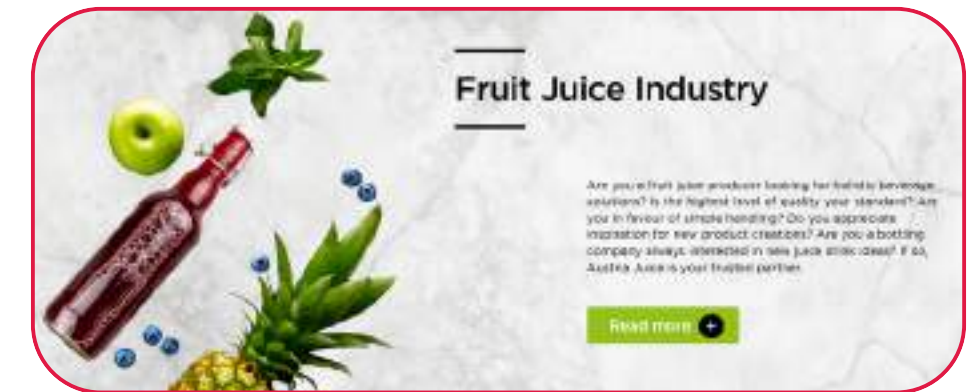 Fruit Juice Industry
Are you a fruit juice producer looking for holistic beverage
solutions? Is the highest level of quality your standard? Are
you in favour of simple handling? Do you appreciate
inspiration for new product creations? Are you a bottling
company always interested in new juice drink ideas? If so,
Austria Juice is your trusted partner.
Read more +